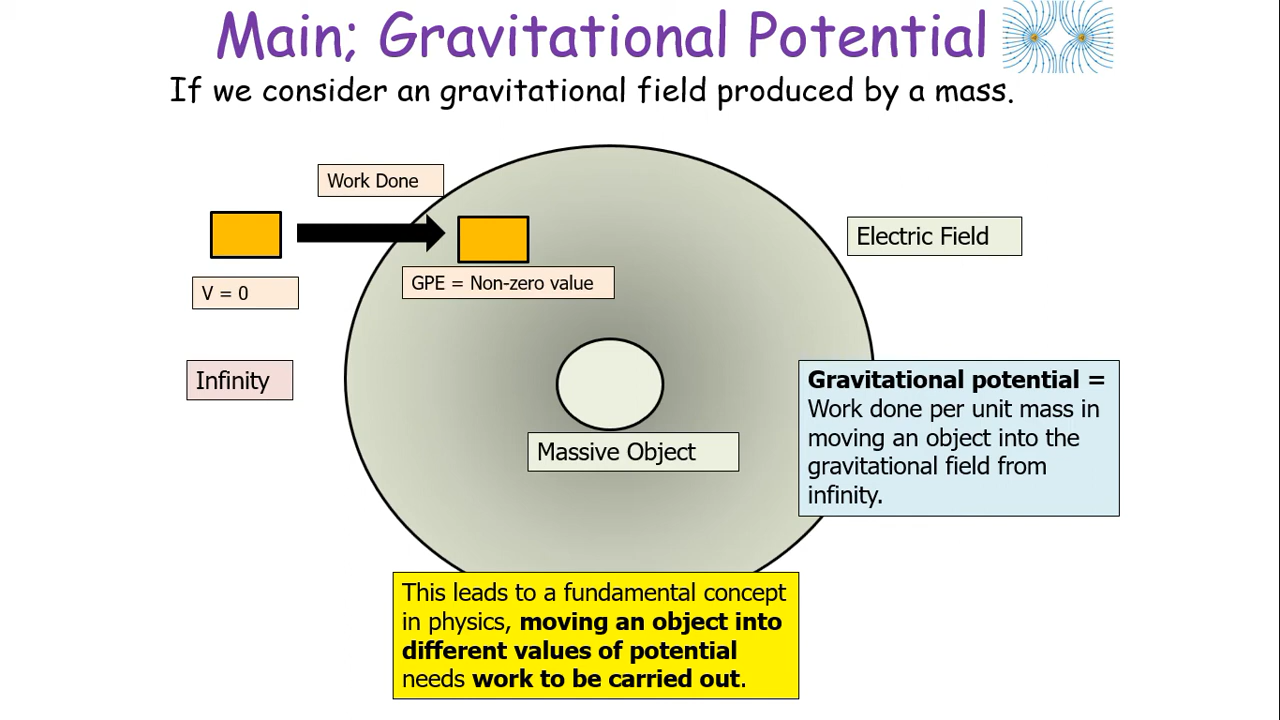 Main; Gravitational Potential
If we consider an gravitational field produced by a mass.
Work Done
Electric Field
GPE = Non-zero value
V = 0
Infinity
Gravitational potential =
Work done per unit mass in
moving an object into the
gravitational field from
infinity.
Massive Object
This leads to a fundamental concept
in physics, moving an object into
different values of potential
needs work to be carried out.